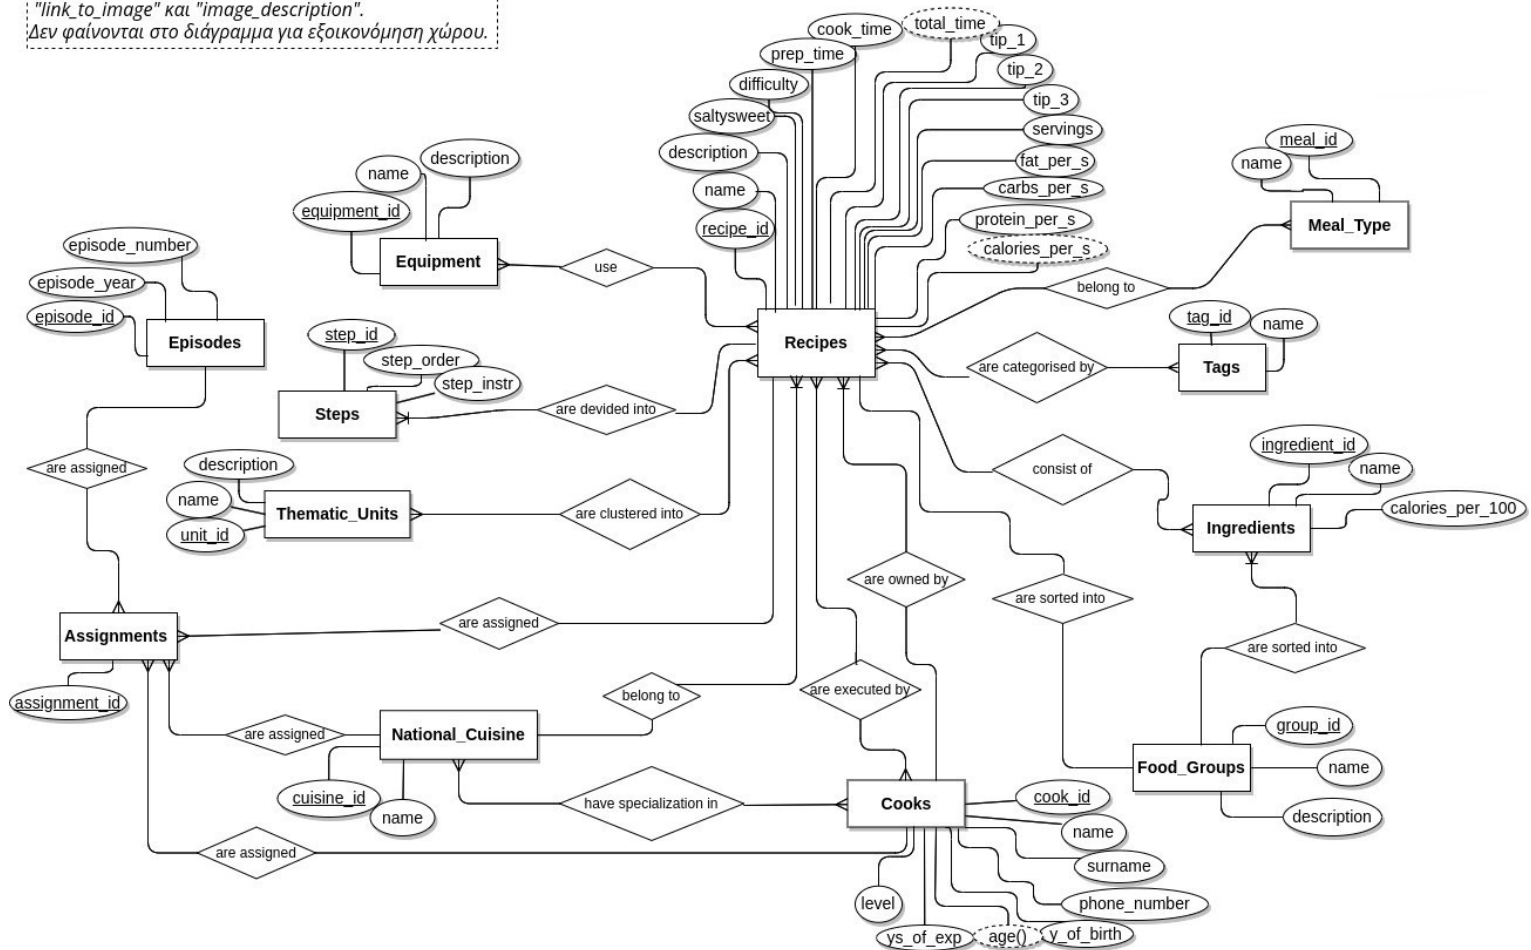 "link_to_image" και "image_description".
Δεν φαίνονται στο διάγραμμα για εξοικονόμηση χώρου.
total_time
cook_time
tip_1
prep_time
tip_2
difficulty
tip_3
saltysweet
servings
description
fat_per_s
name
carbs_per_s
recipe_id
protein_per_s
calories_per_s
Recipes
meal_id
name
Meal_Type
belong to
tag_id
name
Tags
are categorised by
description
name
equipment_id
Equipment
use
episode_number
episode_year
episode_id
Episodes
step_id
step_order
step_instr
Steps
are devided into
are assigned
description
name
unit_id
Thematic_Units
are clustered into
consist of
ingredient_id
name
calories_per_100
Ingredients
are owned by
are sorted into
are sorted into
Assignments
assignment_id
are assigned
belong to
are executed by
are assigned
National_Cuisine
cuisine_id
name
have specialization in
are assigned
group_id
Food_Groups
name
description
Cooks
cook_id
name
surname
phone_number
y_of_birth
age()
ys_of_exp
level